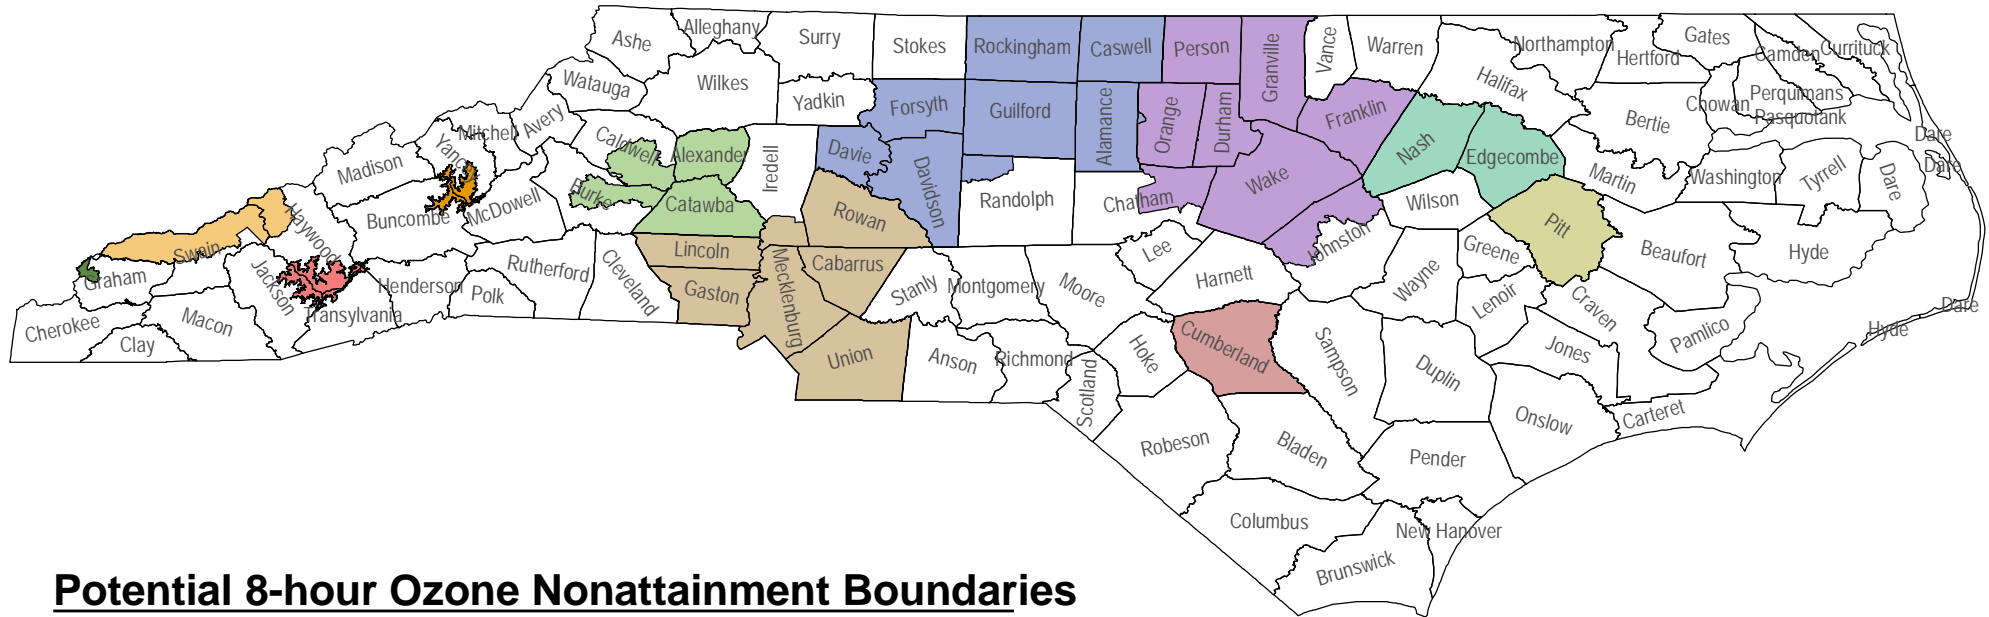 Alleghany
Ashe
Surry
Stokes
Rockingham
Caswell
Person
Granville
Vance
Warren
Northampton
Gates
Hertford
Camden
Currituck
Watauga
Wilkes
Yadkin
Forsyth
Guilford
Alamance
Orange
Durham
Franklin
Halifax
Bertie
Chowan
Perquimans
Pasquotank
Dare
Mitchell
Avery
Yancey
Caldwell
Alexander
Iredell
Davie
Davidson
Randolph
Chatham
Wake
Nash
Edgecombe
Martin
Washington
Tyrrell
Dare
Dare
Madison
Buncombe
McDowell
Burke
Catawba
Rowan
Wilson
Pitt
Beaufort
Hyde
Haywood
Swain
Graham
Jackson
Henderson
Transylvania
Rutherford
Polk
Cleveland
Lincoln
Gaston
Mecklenburg
Cabarrus
Stanly
Montgomery
Moore
Lee
Harnett
Johnston
Wayne
Greene
Lenoir
Craven
Pamlico
Dare
Hyde
Cherokee
Clay
Macon
Union
Anson
Richmond
Scotland
Hoke
Cumberland
Sampson
Duplin
Jones
Onslow
Carteret
Robeson
Bladen
Pender
Columbus
New Hanover
Brunswick
Potential 8-hour Ozone Nonattainment Boundaries